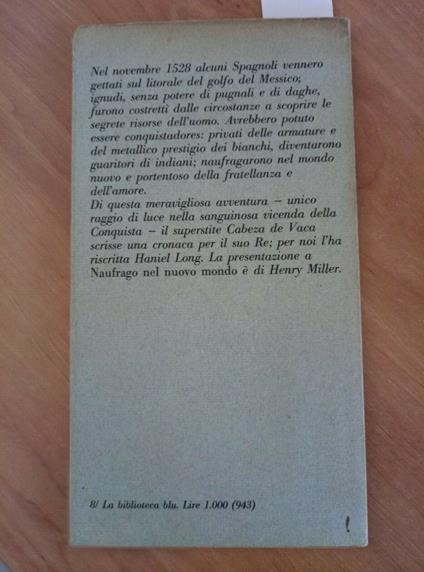 Nel novembre 1528 alcuni Spagnoli vennero
gettati sul litorale del golfo del Messico;
ignudi, senza potere di pugnali e di daghe,
furono costretti dalle circostanze a scoprire le
segrete risorse dell'uomo. Avrebbero potuto
essere conquistadores: privati delle armature e
del metallico prestigio dei bianchi, diventarono
guaritori di indiani; naufragarono nel mondo
nuovo e portentoso della fratellanza e
dell'amore.
Di questa meravigliosa avventura – unico
raggio di luce nella sanguinosa vicenda della
Conquista – il superstite Cabeza de Vaca
scrisse una cronaca per il suo Re; per noi l'ha
riscritta Haniel Long. La presentazione a
Naufrago nel nuovo mondo è di Henry Miller.
8/ La biblioteca blu. Lire 1.000 (943)